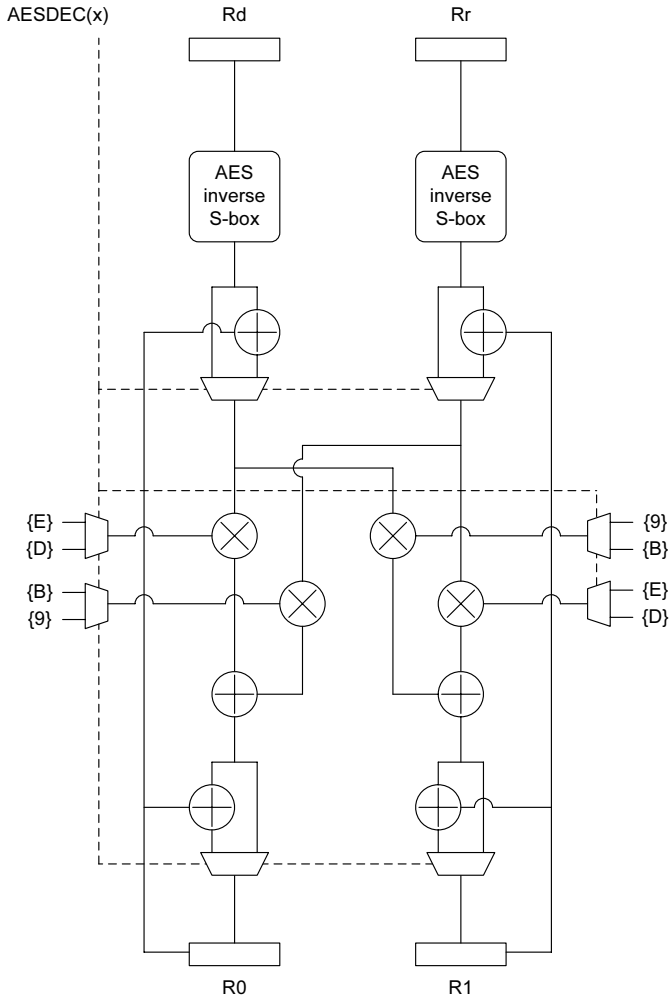 AESDEC(x)
Rd
Rr
AES
inverse
S-box
AES
inverse
S-box
{E}
{D}
{9}
{B}
{B}
{9}
{E}
{D}
R0
R1